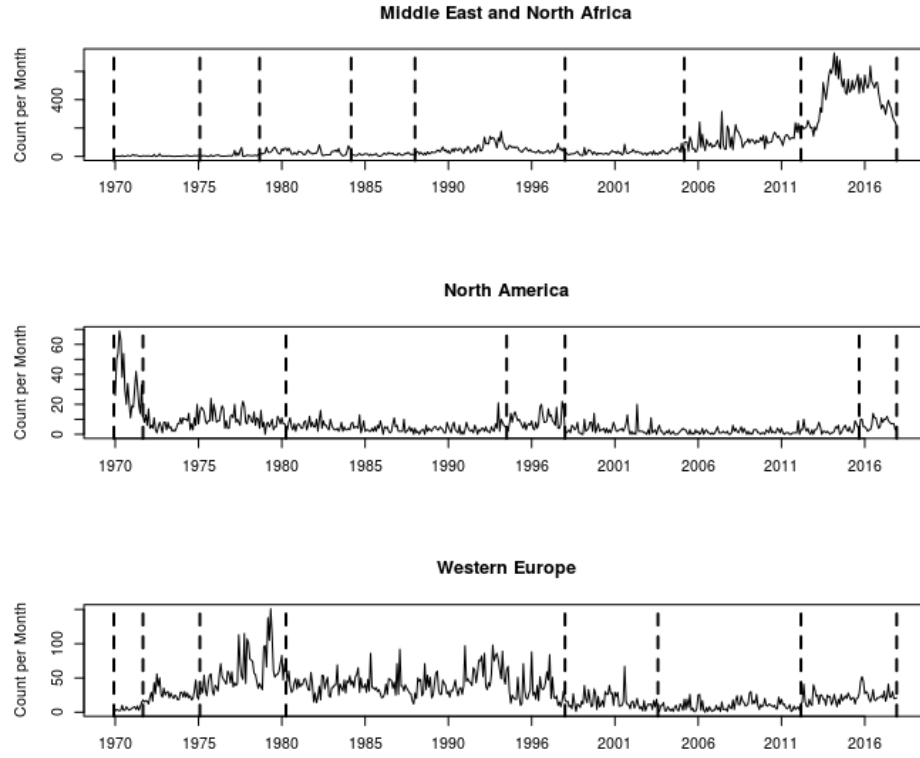 Middle East and North Africa
Count per Month
0 400
1970 1975 1980 1985 1990 1996 2001 2006 2011 2016
North America
Count per Month
0 20 40 60
1970 1975 1980 1985 1990 1996 2001 2006 2011 2016
Western Europe
Count per Month
0 50 100
1970 1975 1980 1985 1990 1996 2001 2006 2011 2016